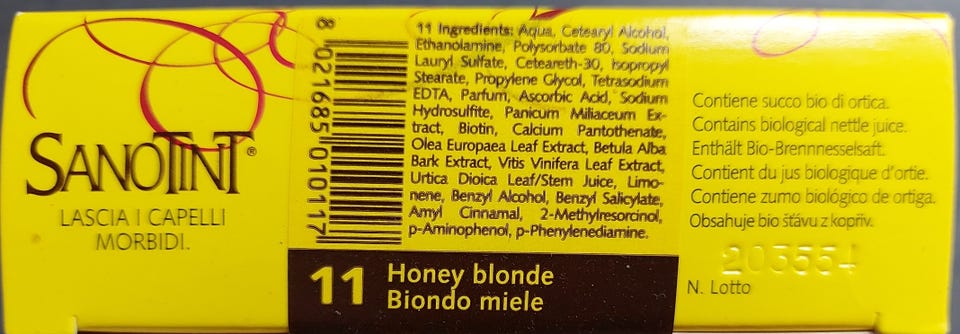 SANOTINT®
LASCIA I CAPELLI
MORBIDI.
8 021685 010117
11 Ingredients: Aqua, Cetearyl Alcohol,
Ethanolamine, Polysorbate 80, Sodium
Lauryl Sulfate, Ceteareth-30, Isopropyl
Stearate, Propylene Glycol, Tetrasodium
EDTA, Parfum, Ascorbic Acid, Sodium
Hydrosulfite, Panicum Miliaceum Ex-
tract, Biotin, Calcium Pantothenate,
Olea Europaea Leaf Extract, Betula Alba
Bark Extract, Vitis Vinifera Leaf Extract,
Urtica Dioica Leaf/Stem Juice, Limo-
nene, Benzyl Alcohol, Benzyl Salicylate,
Amyl Cinnamal, 2-Methylresorcinol,
p-Aminophenol, p-Phenylenediamine.
11 Honey blonde
Biondo miele
Contiene succo bio di ortica.
Contains biological nettle juice.
Enthält Bio-Brennnesselsaft.
Contient du jus biologique d'ortie.
Contiene zumo biológico de ortiga.
Obsahuje bio šťávu z kopřiv.
203554
N. Lotto